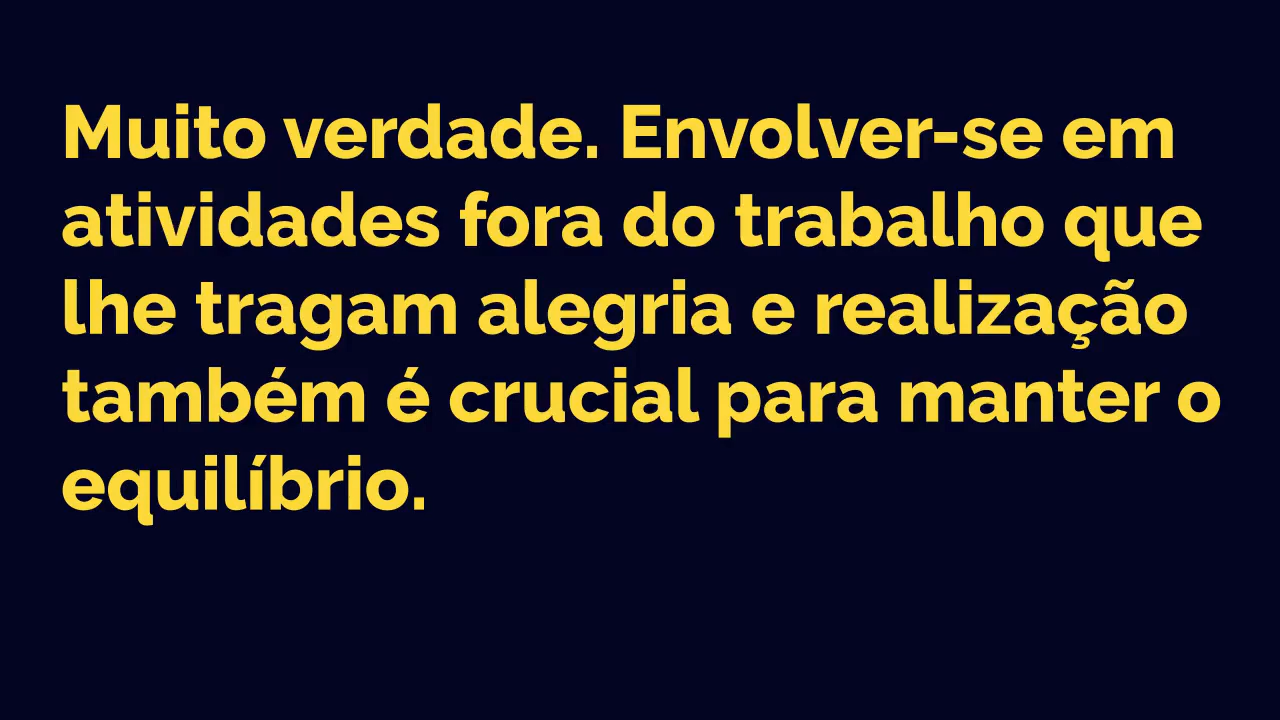 Muito verdade. Envolver-se em
atividades fora do trabalho que
lhe tragam alegria e realização
também é crucial para manter o
equilíbrio.